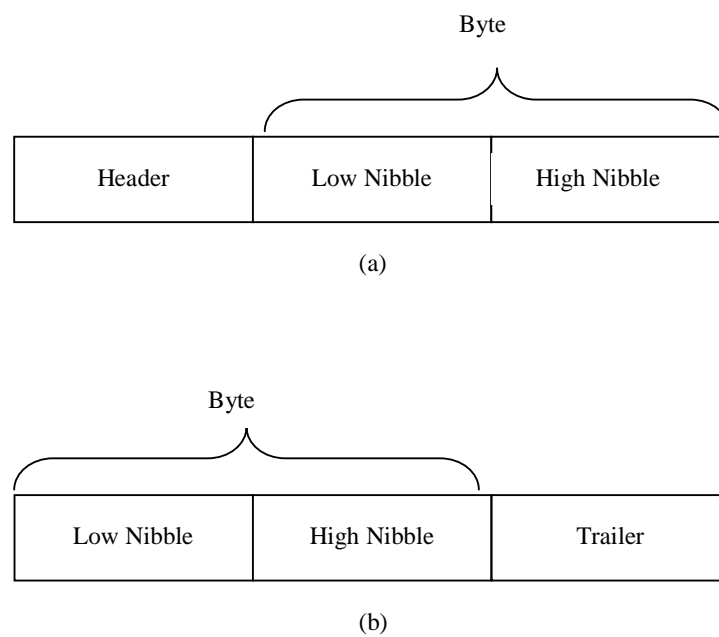 Byte
Header Low Nibble High Nibble
(a)
Byte
Low Nibble High Nibble Trailer
(b)